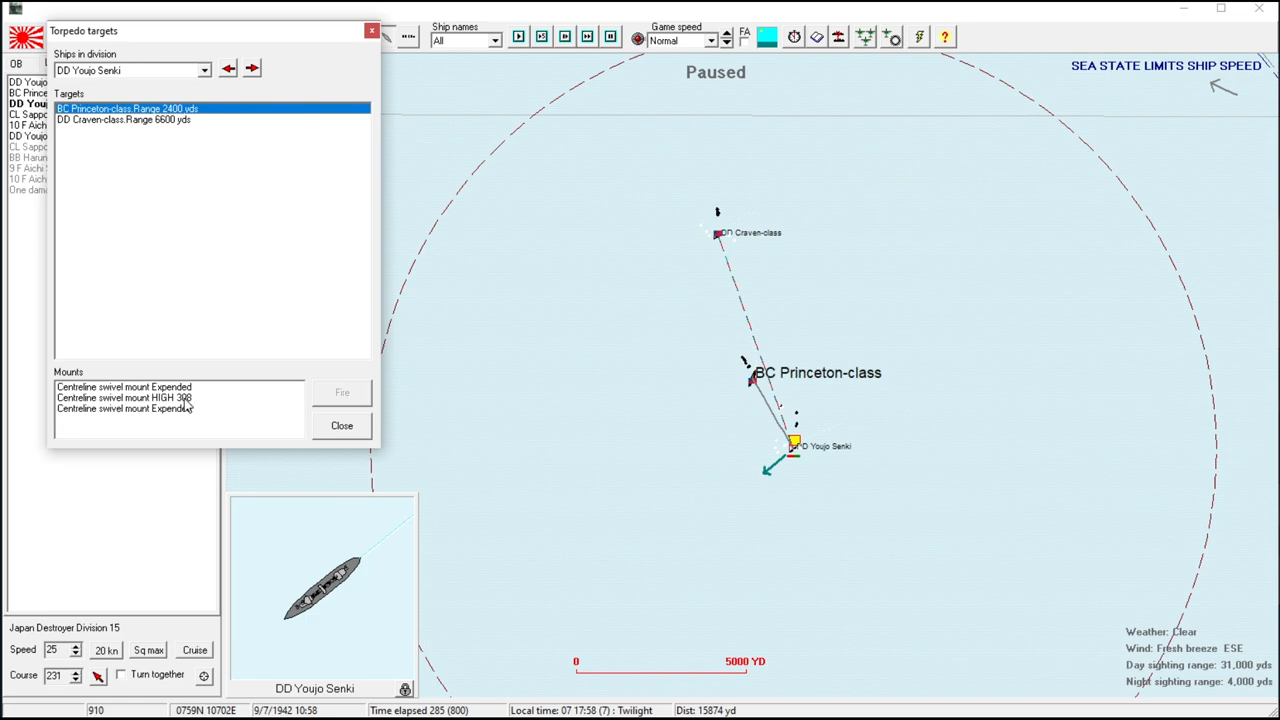 Torpedo targets
Ships in division
DD Youjo Senki
Targets
BC Princeton-class.Range 2400 yds
DD Craven-class.Range 6600 yds
Mounts
Centreline swivel mount Expended
Centreline swivel mount HIGH 308
Centreline swivel mount Expended
Fire
Close
OB
DD Youjo
BC Prince
DD Youj
CL Sappo
10 F Aichi
DD Youjo
CL Sappo
BB Harun
9 F Aichi
10 F Aich
One dama
Ship names
All
Game speed
Normal
FA
Paused
SEA STATE LIMITS SHIP SPEED
DD Craven-class
BC Princeton-class
D Youjo Senki
0
5000 YD
Weather: Clear
Wind: Fresh breeze ESE
Day sighting range: 31,000 yds
Night sighting range: 4,000 yds
DD Youjo Senki
Japan Destroyer Division 15
Speed 25 20 kn Sq max Cruise
Course 231 Turn together
910
0759N 10702E
9/7/1942 10:58
Time elapsed 285 (800)
Local time: 07 17:58 (7) : Twilight
Dist: 15874 yd